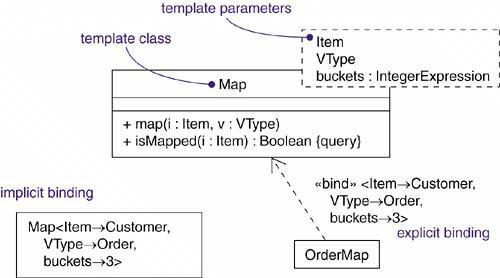 template parameters
template class
Item
VType
buckets : IntegerExpression
Map
+ map(i : Item, v : VType)
+ isMapped(i : Item) : Boolean {query}
implicit binding
Map<Item→Customer,
VType→Order,
buckets→3>
«bind» <Item→Customer,
VType→Order,
buckets→3>
explicit binding
OrderMap